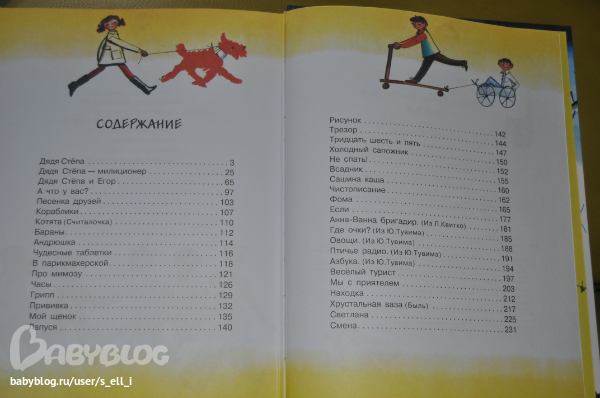 СОДЕРЖАНИЕ
Дядя Стёпа 3
Дядя Стёпа — милиционер 25
Дядя Стёпа и Егор 65
А что у вас? 97
Песенка друзей 103
Кораблики 107
Котята (Считалочка) 110
Бараны 112
Андрюшка 114
Чудесные таблетки 116
В парикмахерской 118
Про мимозу 121
Часы 126
Грипп 129
Прививка 132
Мой щенок 135
Лапуся 140
Рисунок 142
Трезор 144
Тридцать шесть и пять 147
Холодный сапожник 150
Не спать! 152
Всадник 155
Сашина каша 160
Чистописание 162
Фома 165
Если 177
Анна-Ванна бригадир. (Из Л.Квитко) 181
Где очки? (Из Ю.Тувима) 185
Овощи. (Из Ю.Тувима) 188
Птичье радио. (Из Ю.Тувима) 191
Азбука. (Из Ю.Тувима) 194
Весёлый турист 197
Мы с приятелем 203
Находка 212
Хрустальная ваза (Быль) 217
Светлана 225
Смена 231
BABYBLOG
babyblog.ru/user/s_ell_i